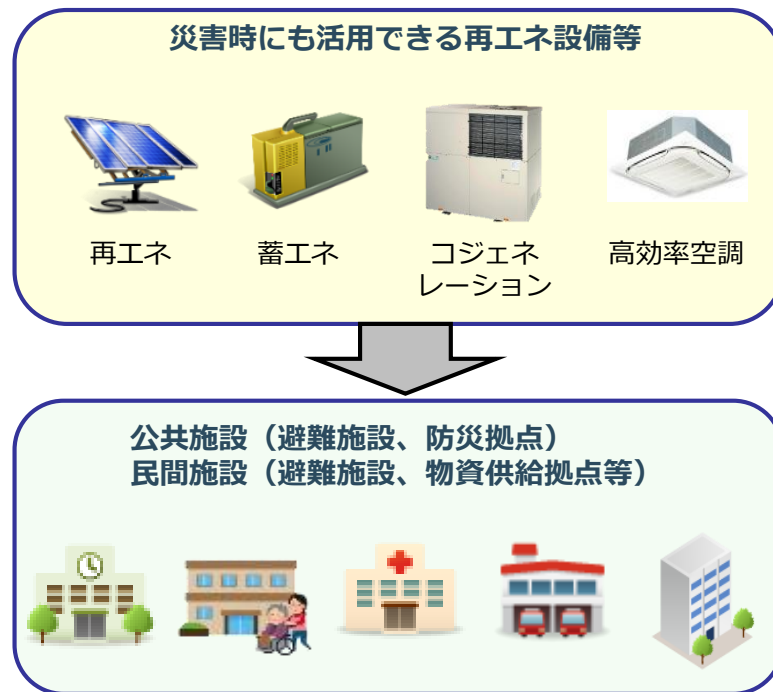 災害時にも活用できる再エネ設備等
再エネ
蓄エネ
コジェネ
レーション
高効率空調
公共施設（避難施設、防災拠点）
民間施設（避難施設、物資供給拠点等）